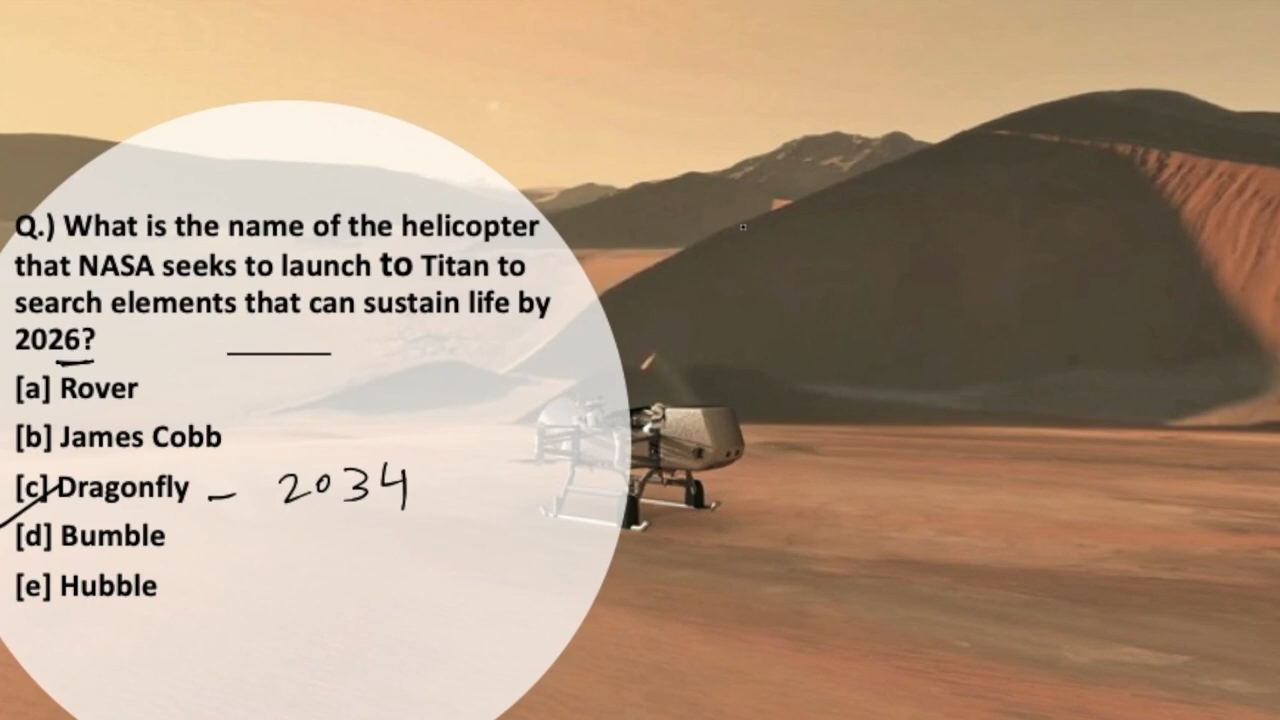 Q.) What is the name of the helicopter
that NASA seeks to launch to Titan to
search elements that can sustain life by
2026?
[a] Rover
[b] James Cobb
[c] Dragonfly – 2034
[d] Bumble
[e] Hubble